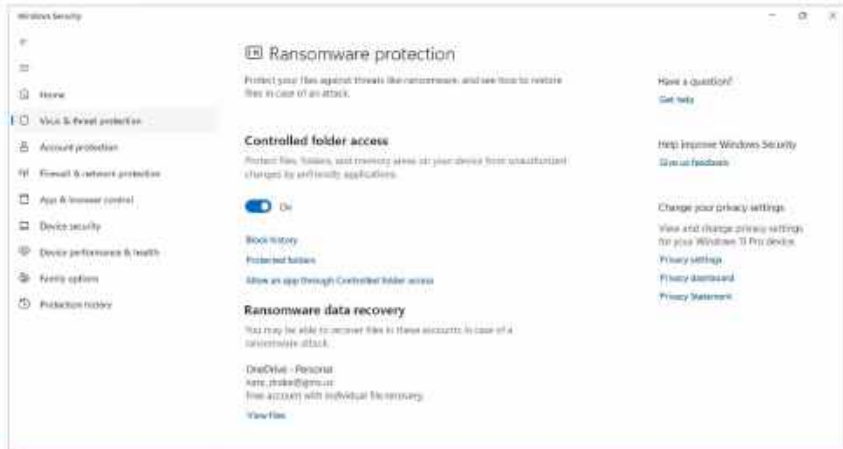 Windows Security
Home
Virus & threat protection
Account protection
Firewall & network protection
App & browser control
Device security
Device performance & health
Family options
Protection history
Ransomware protection
Protect your files against threats like ransomware, and see how to restore
files in case of an attack.
Controlled folder access
Protect files, folders, and memory areas on your device from unauthorized
changes by unfriendly applications.
On
Block history
Protected folders
Allow an app through Controlled folder access
Ransomware data recovery
You may be able to recover files in these accounts in case of a
ransomware attack.
OneDrive - Personal
Free account with individual file recovery.
View files
Have a question?
Get help
Help improve Windows Security
Give us feedback
Change your privacy settings
View and change privacy settings
for your Windows 11 Pro device.
Privacy settings
Privacy dashboard
Privacy Statement